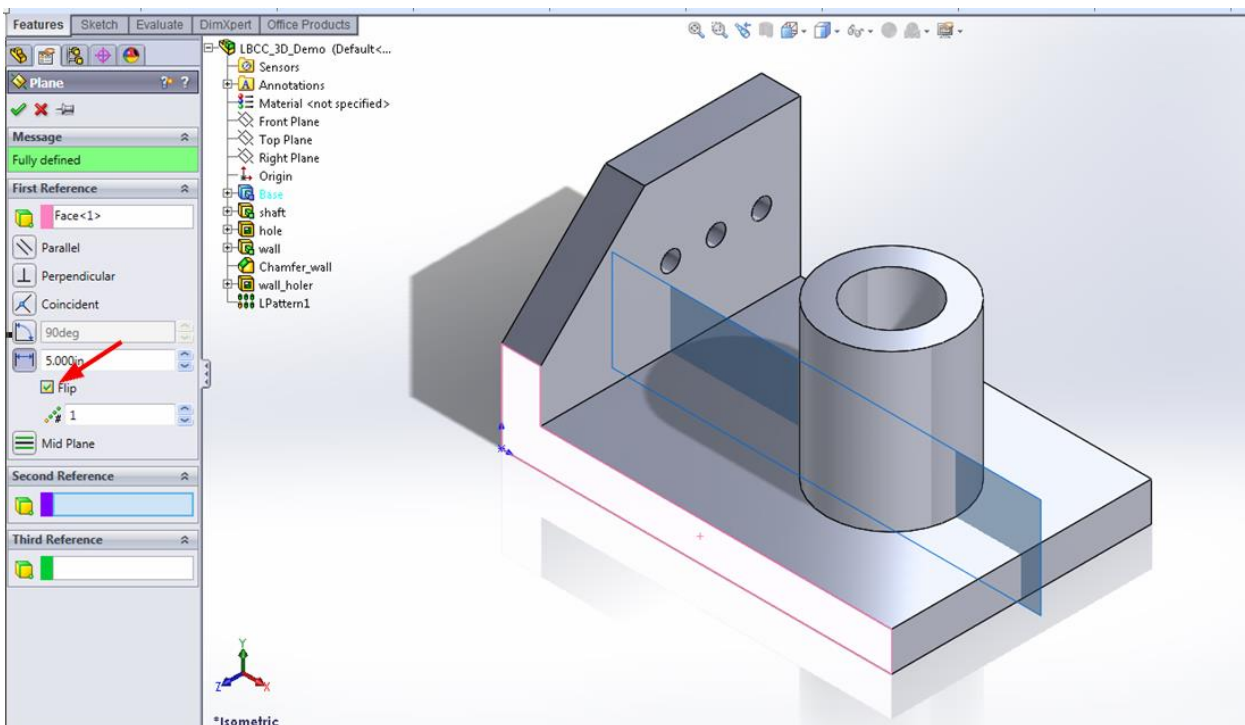 Features Sketch Evaluate DimXpert Office Products
Plane
Message
Fully defined
First Reference
Face<1>
Parallel
Perpendicular
Coincident
90deg
5.000in
Flip
1
Mid Plane
Second Reference
Third Reference
LBCC_3D_Demo (Default<...
Sensors
Annotations
Material <not specified>
Front Plane
Top Plane
Right Plane
Origin
Base
shaft
hole
wall
Chamfer_wall
wall_holer
LPattern1
Y
Z X
*Isometric